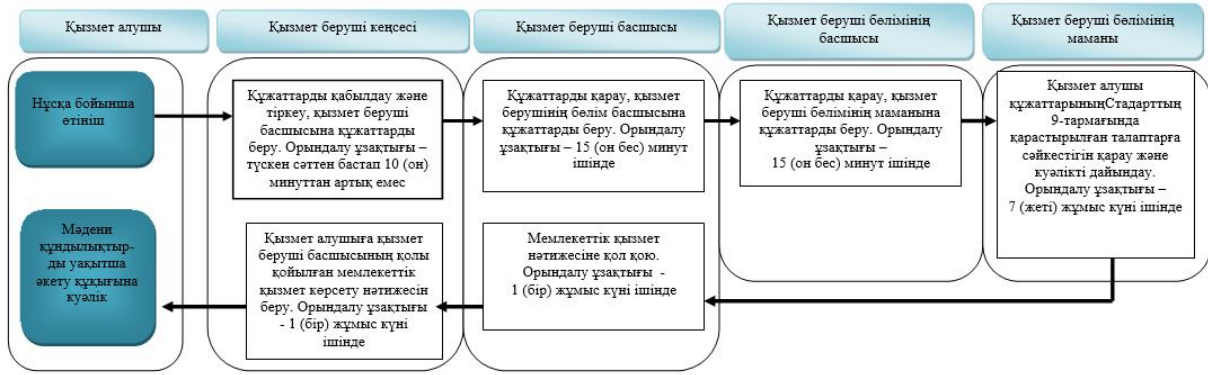 Қызмет алушы
Қызмет беруші кеңсесі
Қызмет беруші басшысы
Қызмет беруші бөлімінің
басшысы
Қызмет беруші бөлімінің
маманы
Нұсқа бойынша
өтініш
Құжаттарды қабылдау және
тіркеу, қызмет беруші
басшысына құжаттарды
беру. Орындалу ұзақтығы –
түскен сәттен бастап 10 (он)
минуттан артық емес
Құжаттарды қарау, қызмет
берушінің бөлім басшысына
құжаттарды беру. Орындалу
ұзақтығы – 15 (он бес) минут
ішінде
Құжаттарды қарау, қызмет
беруші бөлімінің маманына
құжаттарды беру. Орындалу
ұзақтығы –
15 (он бес) минут ішінде
Қызмет алушы
құжаттарыныңСтадарттың
9-тармағында
қарастырылған талаптарға
сәйкестігін қарау және
куәлікті дайындау.
Орындалу ұзақтығы –
7 (жеті) жұмыс күні ішінде
Мәдени
құндылықтыр-
ды уақытша
әкету құқығына
куәлік
Қызмет алушыға қызмет
беруші басшысының қолы
қойылған мемлекеттік
қызмет көрсету нәтижесін
беру. Орындалу ұзақтығы
- 1 (бір) жұмыс күні
ішінде
Мемлекеттік қызмет
нәтижесіне қол қою.
Орындалу ұзақтығы -
1 (бір) жұмыс күні ішінде